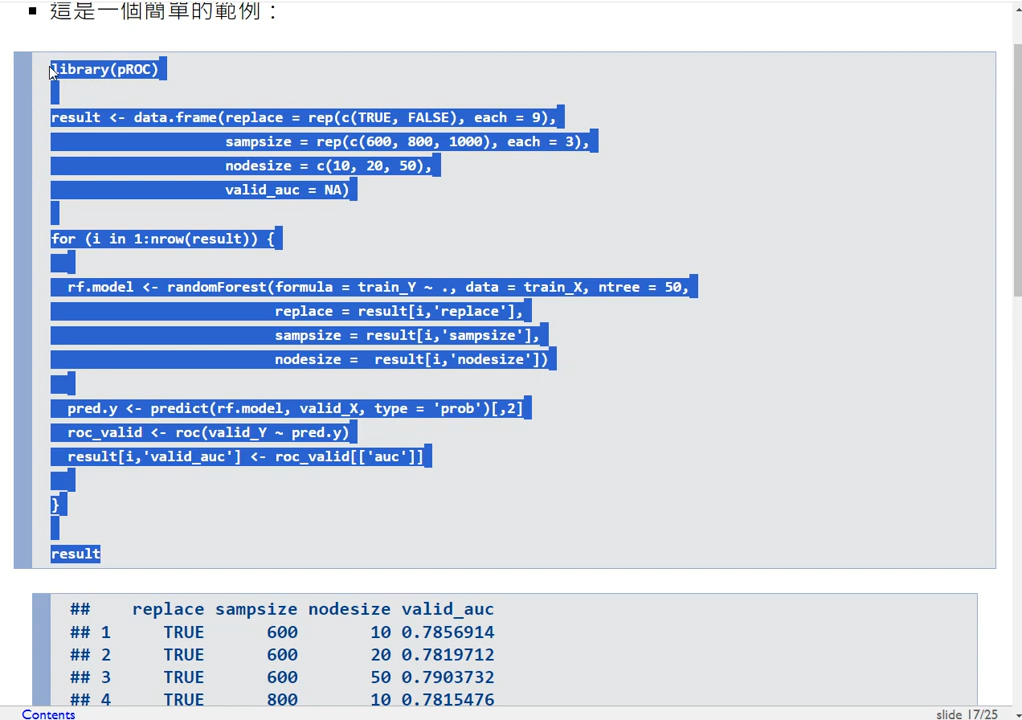 ▪ 這是一個簡單的範例：
library(pROC)
result <- data.frame(replace = rep(c(TRUE, FALSE), each = 9),
sampsize = rep(c(600, 800, 1000), each = 3),
nodesize = c(10, 20, 50),
valid_auc = NA)
for (i in 1:nrow(result)) {
rf.model <- randomForest(formula = train_Y ~ ., data = train_X, ntree = 50,
replace = result[i,'replace'],
sampsize = result[i,'sampsize'],
nodesize =  result[i,'nodesize'])
pred.y <- predict(rf.model, valid_X, type = 'prob')[,2]
roc_valid <- roc(valid_Y ~ pred.y)
result[i,'valid_auc'] <- roc_valid[['auc']]
}
result
##    replace sampsize nodesize valid_auc
## 1     TRUE      600       10 0.7856914
## 2     TRUE      600       20 0.7819712
## 3     TRUE      600       50 0.7903732
## 4     TRUE      800       10 0.7815476
Contents
slide 17/25